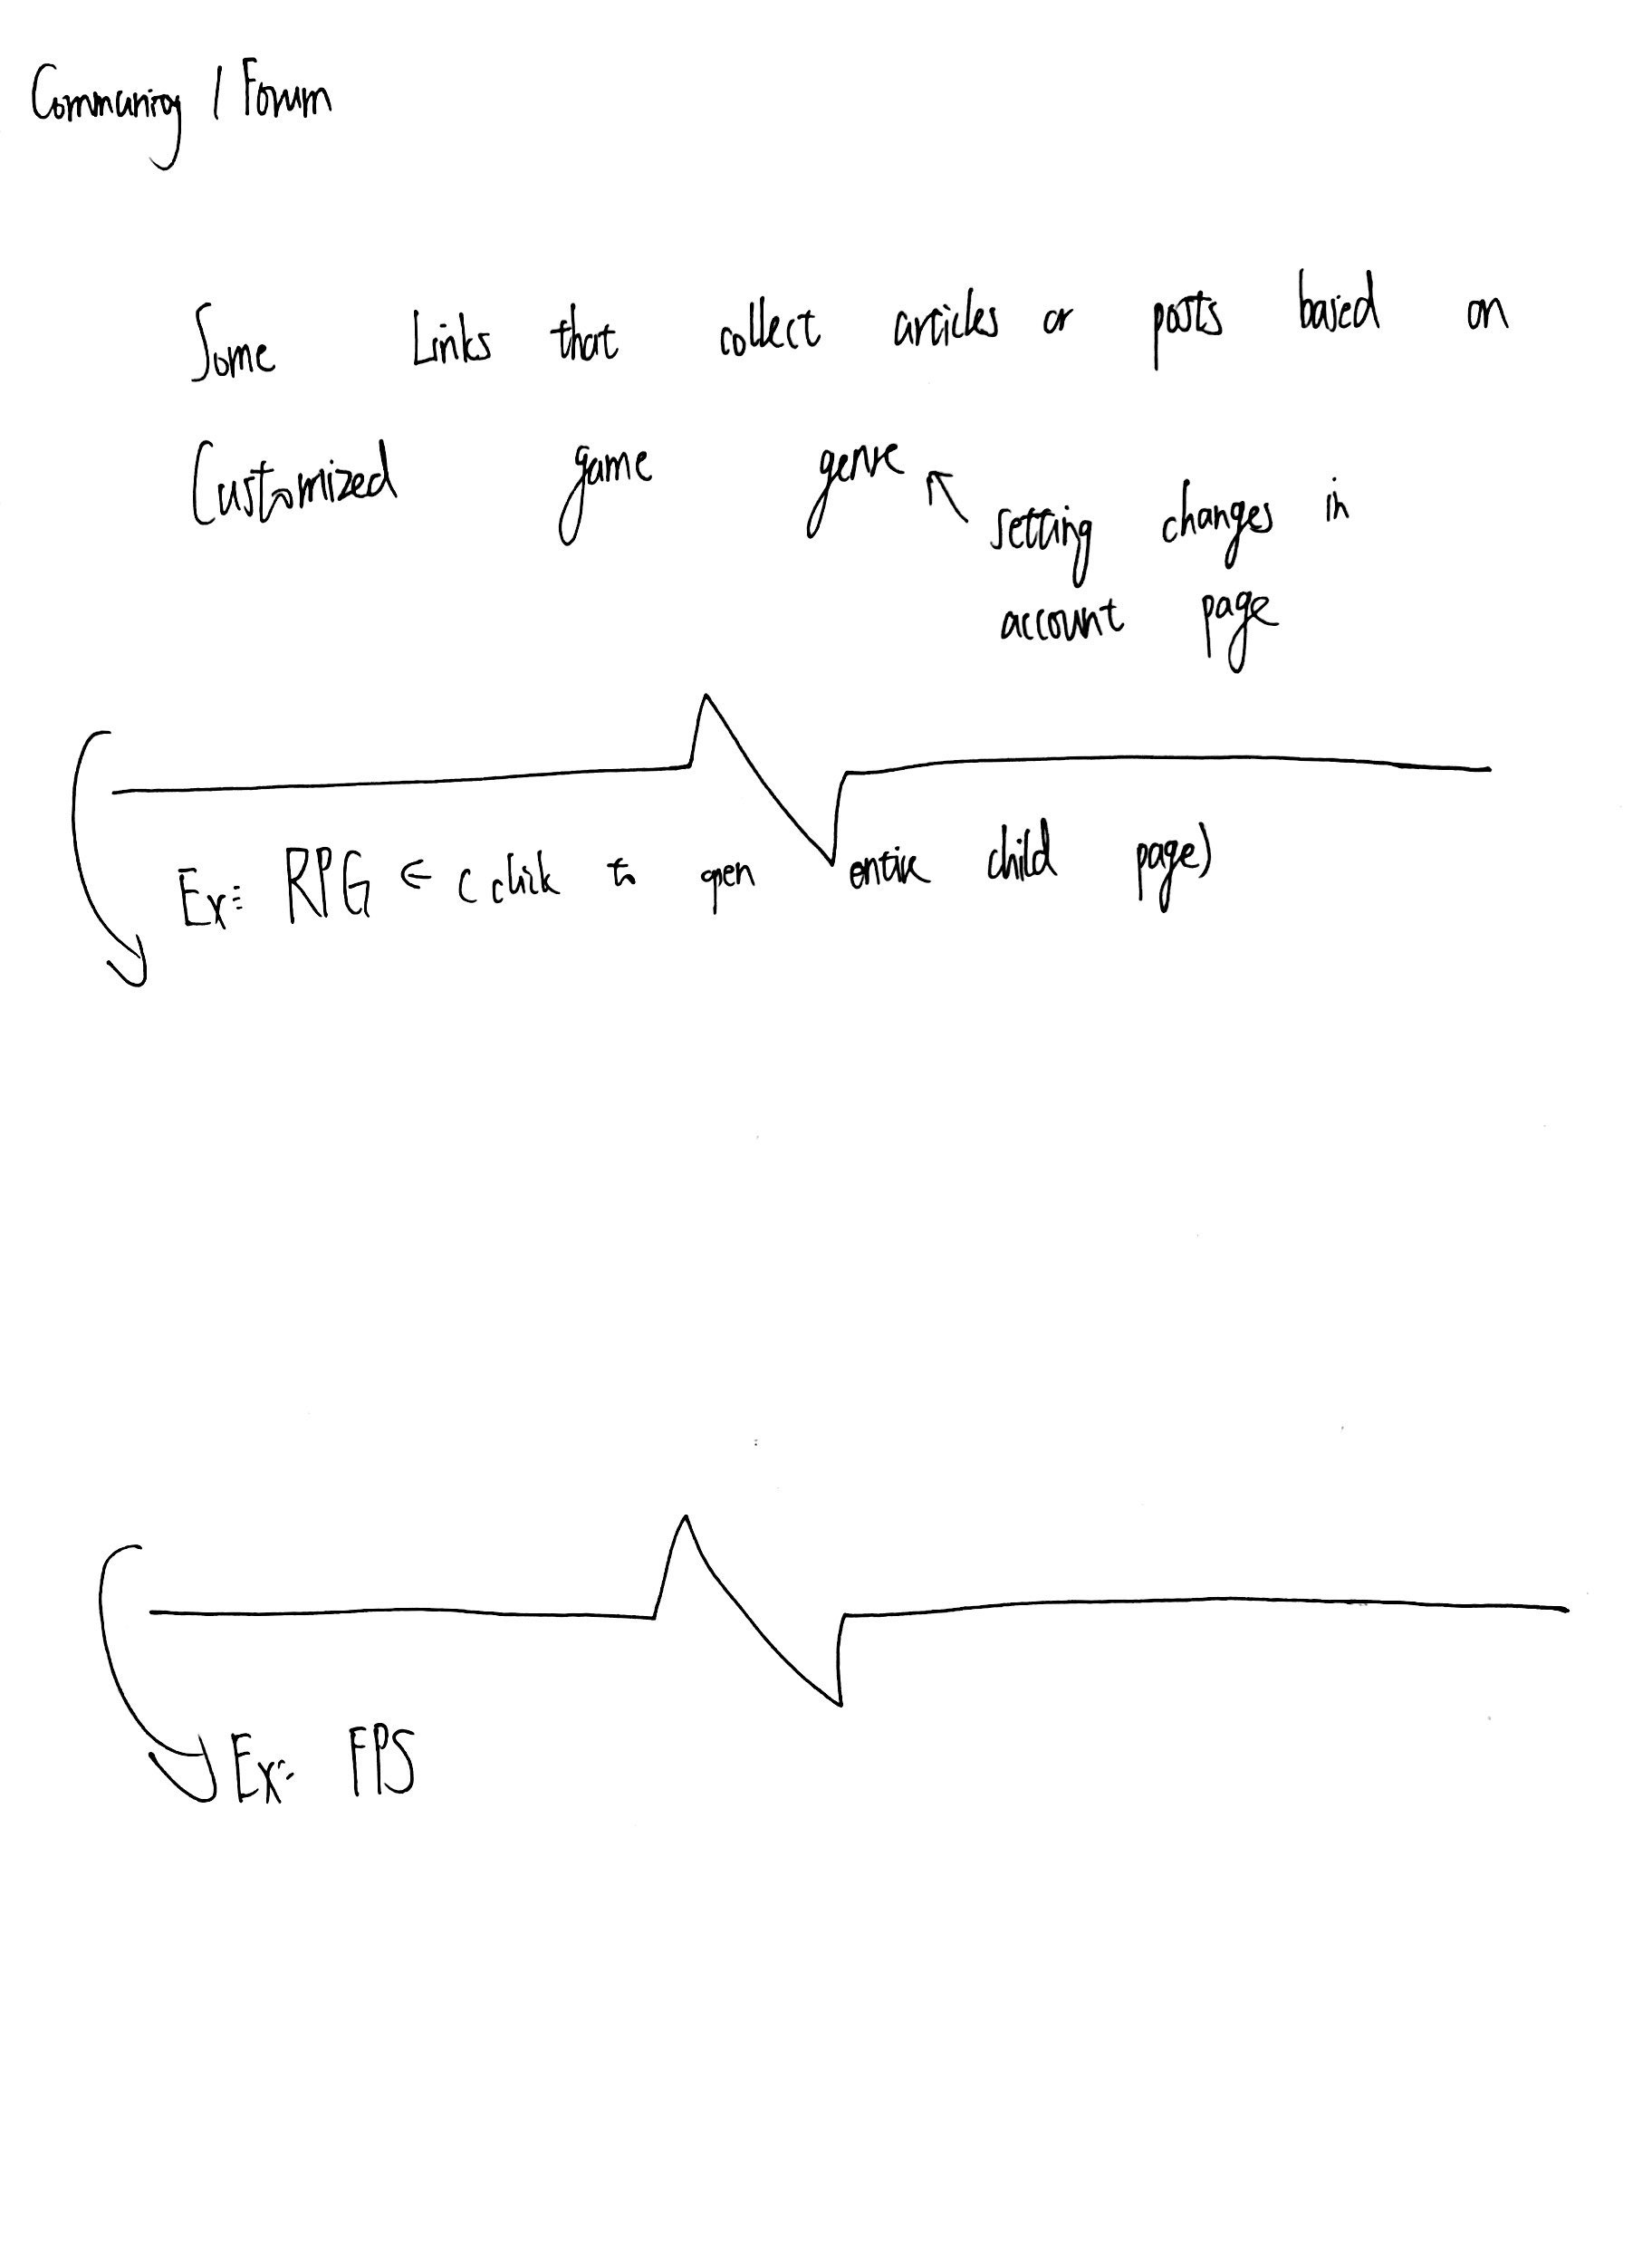 Community / Forum
Some Links that collect articles or posts based on
Customized game genre ← setting changes in
account page
Ex: RPG ← (click to open entire child page)
Ex: FPS